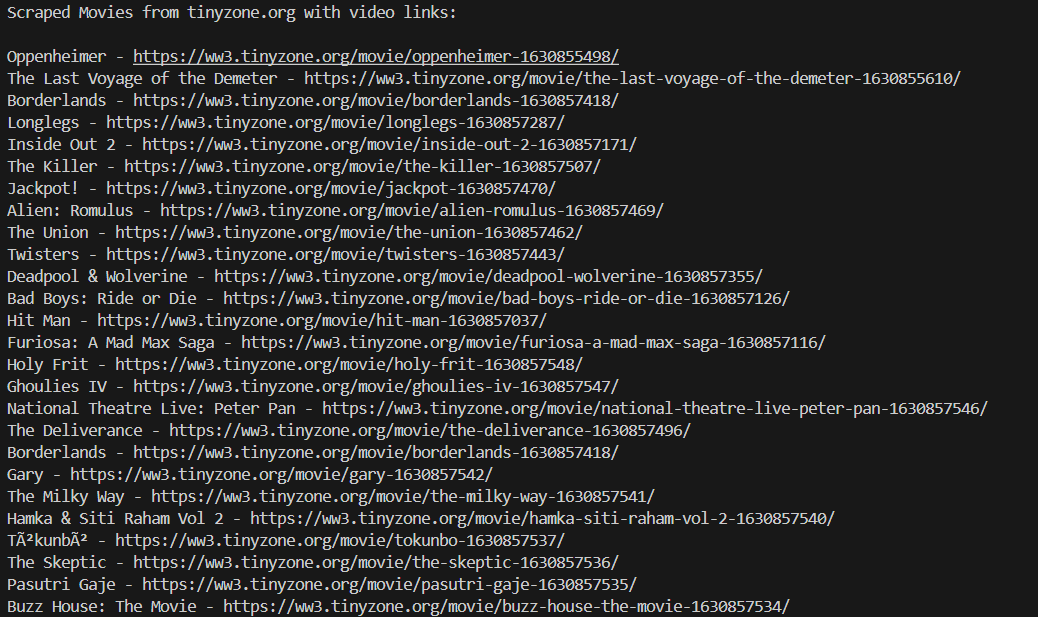 Scraped Movies from tinyzone.org with video links:
Oppenheimer - https://ww3.tinyzone.org/movie/oppenheimer-1630855498/
The Last Voyage of the Demeter - https://ww3.tinyzone.org/movie/the-last-voyage-of-the-demeter-1630855610/
Borderlands - https://ww3.tinyzone.org/movie/borderlands-1630857418/
Longlegs - https://ww3.tinyzone.org/movie/longlegs-1630857287/
Inside Out 2 - https://ww3.tinyzone.org/movie/inside-out-2-1630857171/
The Killer - https://ww3.tinyzone.org/movie/the-killer-1630857507/
Jackpot! - https://ww3.tinyzone.org/movie/jackpot-1630857470/
Alien: Romulus - https://ww3.tinyzone.org/movie/alien-romulus-1630857469/
The Union - https://ww3.tinyzone.org/movie/the-union-1630857462/
Twisters - https://ww3.tinyzone.org/movie/twisters-1630857443/
Deadpool & Wolverine - https://ww3.tinyzone.org/movie/deadpool-wolverine-1630857355/
Bad Boys: Ride or Die - https://ww3.tinyzone.org/movie/bad-boys-ride-or-die-1630857126/
Hit Man - https://ww3.tinyzone.org/movie/hit-man-1630857037/
Furiosa: A Mad Max Saga - https://ww3.tinyzone.org/movie/furiosa-a-mad-max-saga-1630857116/
Holy Frit - https://ww3.tinyzone.org/movie/holy-frit-1630857548/
Ghoulies IV - https://ww3.tinyzone.org/movie/ghoulies-iv-1630857547/
National Theatre Live: Peter Pan - https://ww3.tinyzone.org/movie/national-theatre-live-peter-pan-1630857546/
The Deliverance - https://ww3.tinyzone.org/movie/the-deliverance-1630857496/
Borderlands - https://ww3.tinyzone.org/movie/borderlands-1630857418/
Gary - https://ww3.tinyzone.org/movie/gary-1630857542/
The Milky Way - https://ww3.tinyzone.org/movie/the-milky-way-1630857541/
Hamka & Siti Raham Vol 2 - https://ww3.tinyzone.org/movie/hamka-siti-raham-vol-2-1630857540/
TÃ²kunbÃ² - https://ww3.tinyzone.org/movie/tokunbo-1630857537/
The Skeptic - https://ww3.tinyzone.org/movie/the-skeptic-1630857536/
Pasutri Gaje - https://ww3.tinyzone.org/movie/pasutri-gaje-1630857535/
Buzz House: The Movie - https://ww3.tinyzone.org/movie/buzz-house-the-movie-1630857534/